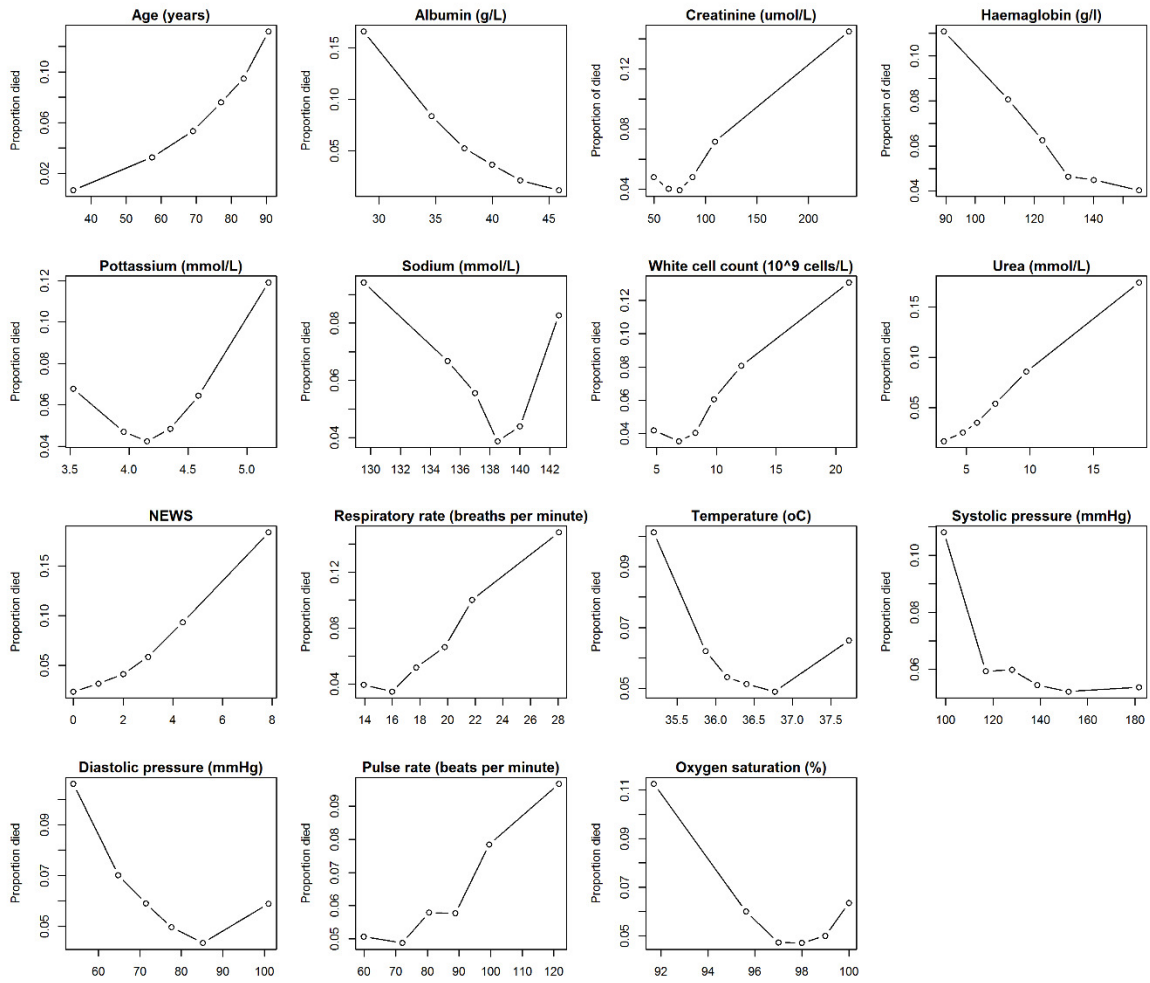 Age (years)
Proportion died
0.02 0.06 0.10
40 50 60 70 80 90
Albumin (g/L)
Proportion died
0.05 0.10 0.15
30 35 40 45
Creatinine (umol/L)
Proportion of died
0.04 0.08 0.14
50 100 150 200
Haemaglobin (g/l)
Proportion of died
0.04 0.06 0.08 0.10
90 100 120 140
Pottassium (mmol/L)
Proportion died
0.04 0.06 0.08 0.10 0.12
3.5 4.0 4.5 5.0
Sodium (mmol/L)
Proportion died
0.04 0.06 0.08
130 132 134 136 138 140 142
White cell count (10^9 cells/L)
Proportion died
0.04 0.06 0.08 0.10 0.12
5 10 15 20
Urea (mmol/L)
Proportion died
0.05 0.10 0.15
5 10 15
NEWS
Proportion died
0.05 0.10 0.15
0 2 4 6 8
Respiratory rate (breaths per minute)
Proportion died
0.04 0.08 0.12
14 16 18 20 22 24 26 28
Temperature (oC)
Proportion died
0.05 0.07 0.09
35.5 36.0 36.5 37.0 37.5
Systolic pressure (mmHg)
Proportion died
0.06 0.08 0.10
100 120 140 160 180
Diastolic pressure (mmHg)
Proportion died
0.05 0.07 0.09
60 70 80 90 100
Pulse rate (beats per minute)
Proportion died
0.05 0.06 0.07 0.08 0.09
60 70 80 90 100 120
Oxygen saturation (%)
Proportion died
0.05 0.07 0.09 0.11
92 94 96 98 100